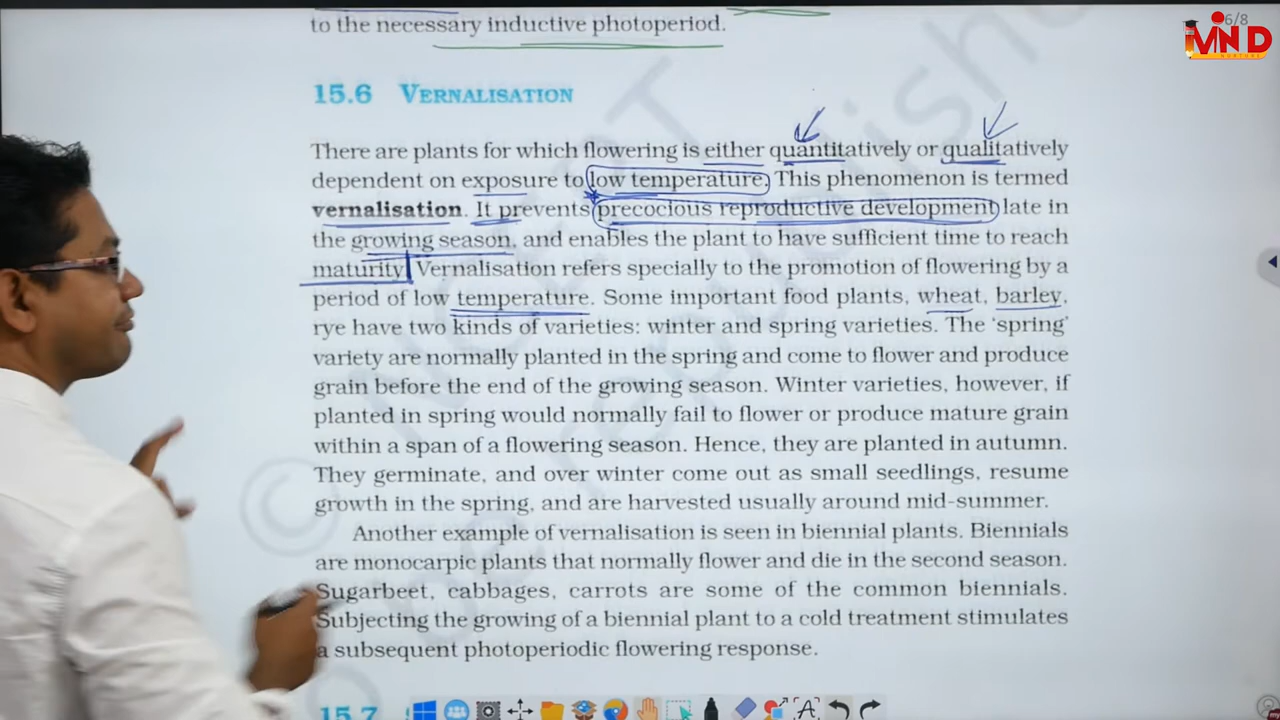 to the necessary inductive photoperiod.
6/8
MIND
15.6 VERNALISATION
There are plants for which flowering is either quantitatively or qualitatively
dependent on exposure to low temperature. This phenomenon is termed
vernalisation. It prevents precocious reproductive development late in
the growing season, and enables the plant to have sufficient time to reach
maturity. Vernalisation refers specially to the promotion of flowering by a
period of low temperature. Some important food plants, wheat, barley,
rye have two kinds of varieties: winter and spring varieties. The ‘spring’
variety are normally planted in the spring and come to flower and produce
grain before the end of the growing season. Winter varieties, however, if
planted in spring would normally fail to flower or produce mature grain
within a span of a flowering season. Hence, they are planted in autumn.
They germinate, and over winter come out as small seedlings, resume
growth in the spring, and are harvested usually around mid-summer.
Another example of vernalisation is seen in biennial plants. Biennials
are monocarpic plants that normally flower and die in the second season.
Sugarbeet, cabbages, carrots are some of the common biennials.
Subjecting the growing of a biennial plant to a cold treatment stimulates
a subsequent photoperiodic flowering response.
15.7